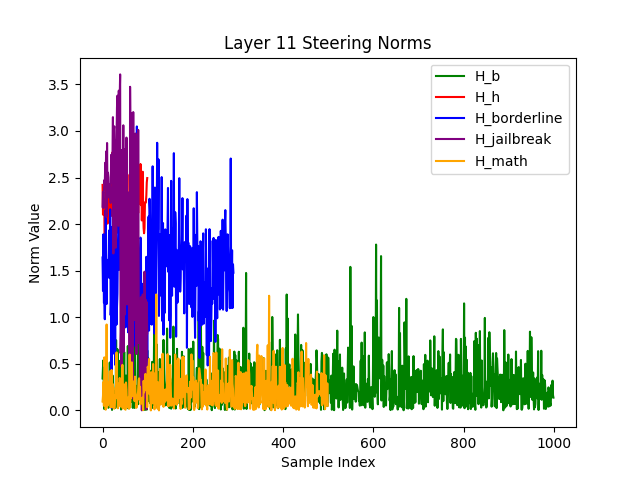 Layer 11 Steering Norms
H_b
H_h
H_borderline
H_jailbreak
H_math
Norm Value
3.5
3.0
2.5
2.0
1.5
1.0
0.5
0.0
0 200 400 600 800 1000
Sample Index